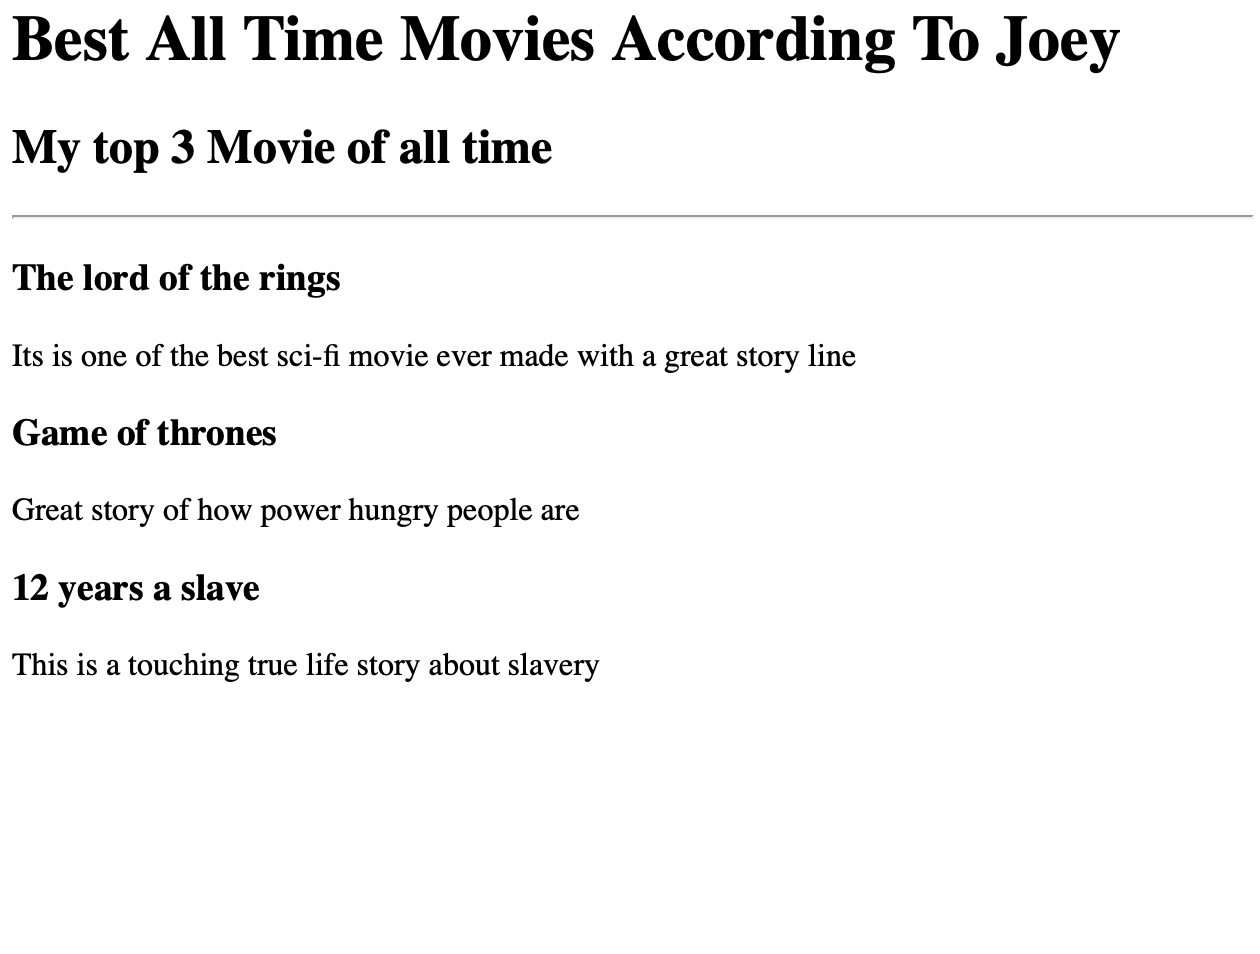 Best All Time Movies According To Joey
My top 3 Movie of all time
The lord of the rings
Its is one of the best sci-fi movie ever made with a great story line
Game of thrones
Great story of how power hungry people are
12 years a slave
This is a touching true life story about slavery